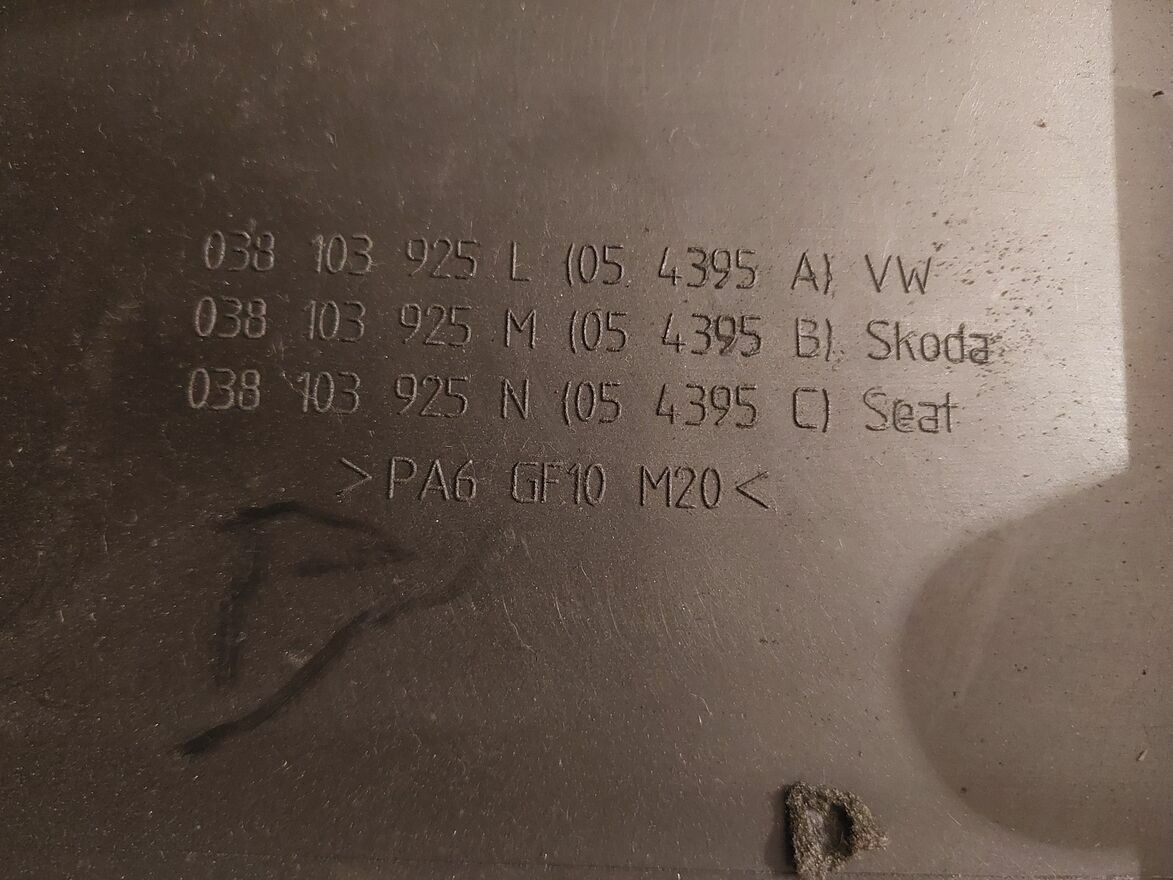 038 103 925 L (05 4395 A) VW
038 103 925 M (05 4395 B) Skoda
038 103 925 N (05 4395 C) Seat
>PA6 GF10 M20<